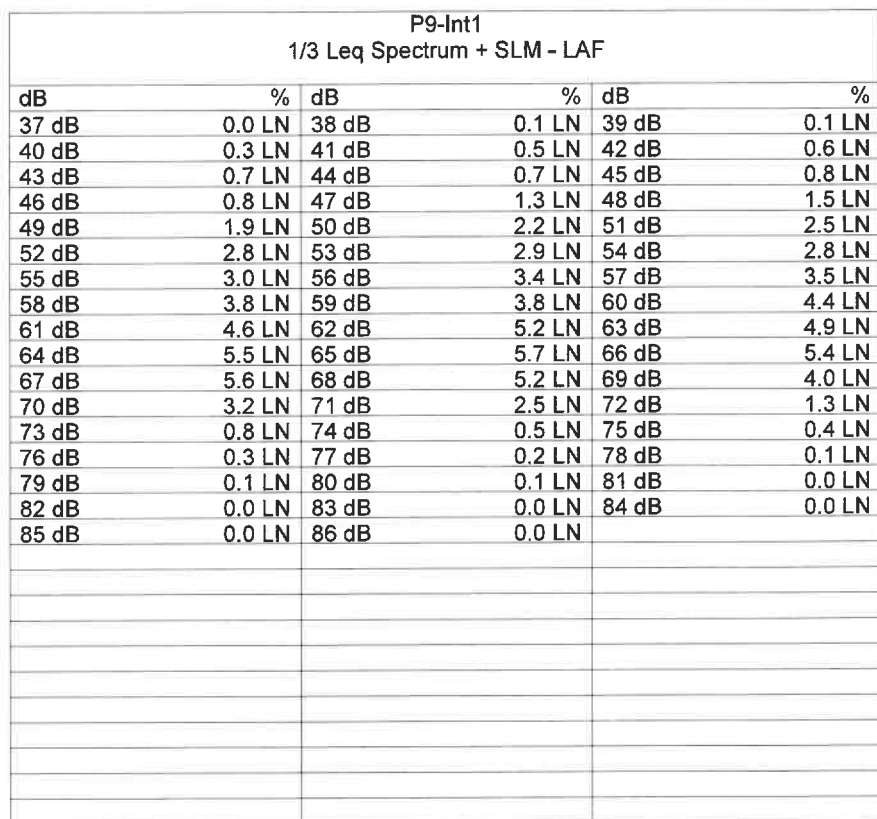 P9-Int1
1/3 Leq Spectrum + SLM - LAF
dB % dB % dB %
37 dB 0.0 LN 38 dB 0.1 LN 39 dB 0.1 LN
40 dB 0.3 LN 41 dB 0.5 LN 42 dB 0.6 LN
43 dB 0.7 LN 44 dB 0.7 LN 45 dB 0.8 LN
46 dB 0.8 LN 47 dB 1.3 LN 48 dB 1.5 LN
49 dB 1.9 LN 50 dB 2.2 LN 51 dB 2.5 LN
52 dB 2.8 LN 53 dB 2.9 LN 54 dB 2.8 LN
55 dB 3.0 LN 56 dB 3.4 LN 57 dB 3.5 LN
58 dB 3.8 LN 59 dB 3.8 LN 60 dB 4.4 LN
61 dB 4.6 LN 62 dB 5.2 LN 63 dB 4.9 LN
64 dB 5.5 LN 65 dB 5.7 LN 66 dB 5.4 LN
67 dB 5.6 LN 68 dB 5.2 LN 69 dB 4.0 LN
70 dB 3.2 LN 71 dB 2.5 LN 72 dB 1.3 LN
73 dB 0.8 LN 74 dB 0.5 LN 75 dB 0.4 LN
76 dB 0.3 LN 77 dB 0.2 LN 78 dB 0.1 LN
79 dB 0.1 LN 80 dB 0.1 LN 81 dB 0.0 LN
82 dB 0.0 LN 83 dB 0.0 LN 84 dB 0.0 LN
85 dB 0.0 LN 86 dB 0.0 LN